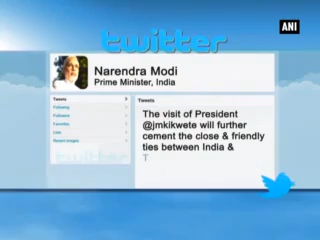 ANI
twitter
Narendra Modi
Prime Minister, India
Tweets
Following
Followers
Favorites
Lists
Recent images
Tweets
The visit of President
@jmkikwete will further
cement the close & friendly
ties between India &
T
twitter